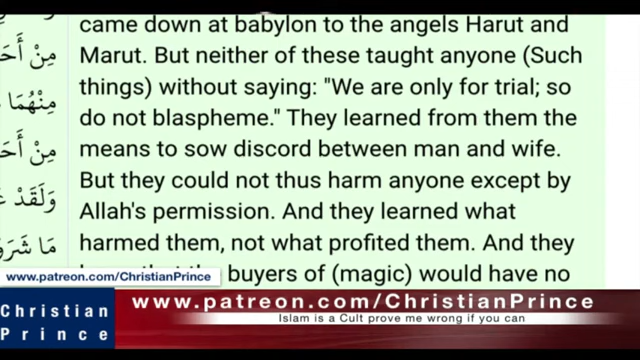 came down at babylon to the angels Harut and
Marut. But neither of these taught anyone (Such
things) without saying: "We are only for trial; so
do not blaspheme." They learned from them the
means to sow discord between man and wife.
But they could not thus harm anyone except by
Allah's permission. And they learned what
harmed them, not what profited them. And they
buyers of (magic) would have no
مِنْ أَحَ
مِنْهُمَا
مِنْ أَحَ
وَلَقَدْ
مَا شَرَوْ
www.patreon.com/ChristianPrince
www.patreon.com/ChristianPrince
Christian
Prince
Islam is a Cult prove me wrong if you can